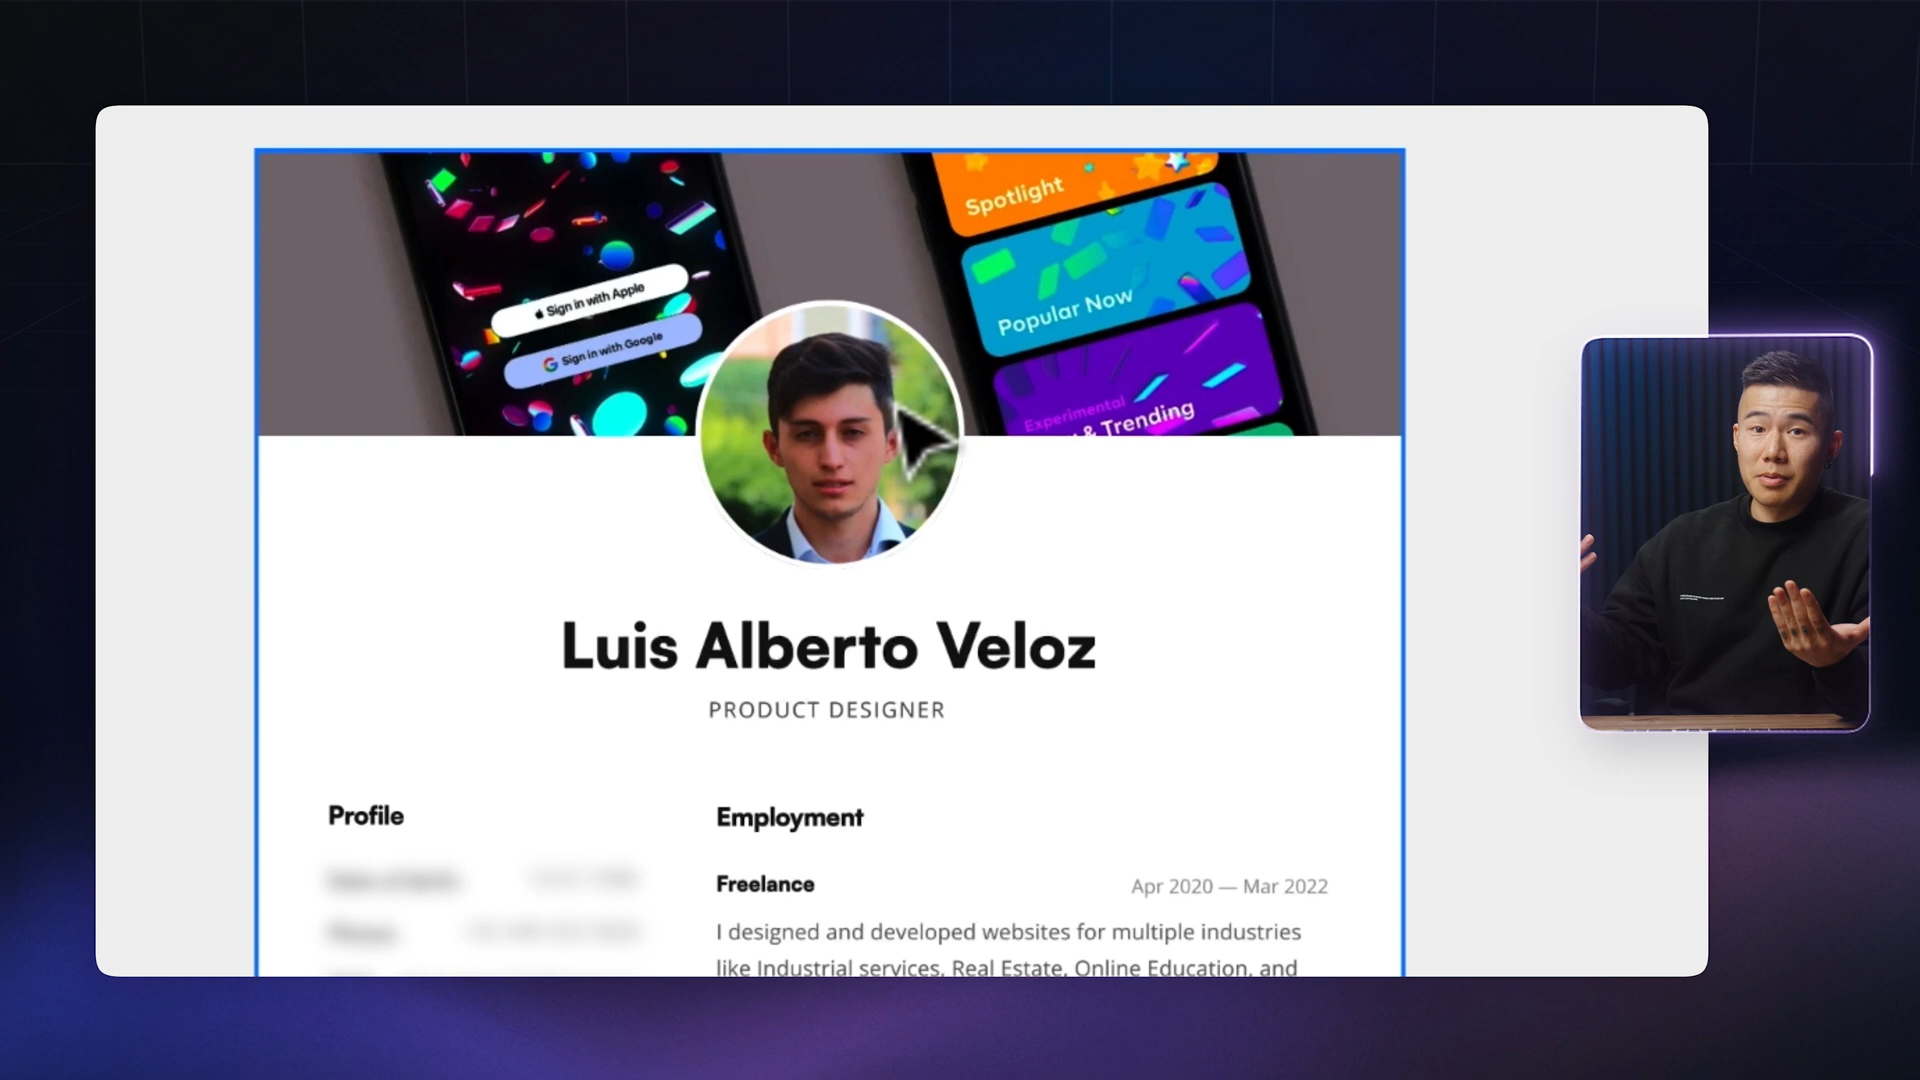 Spotlight
Popular Now
Experimental
& Trending
Sign in with Apple
Sign in with Google
Luis Alberto Veloz
PRODUCT DESIGNER
Profile
Employment
Freelance
Apr 2020 — Mar 2022
I designed and developed websites for multiple industries
like Industrial services, Real Estate, Online Education, and